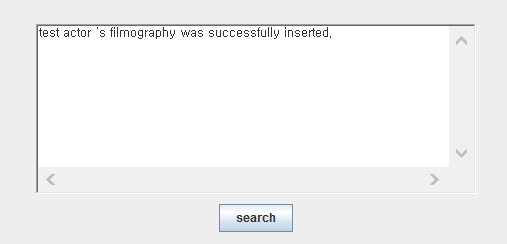 test actor 's filmography was successfully inserted.
search